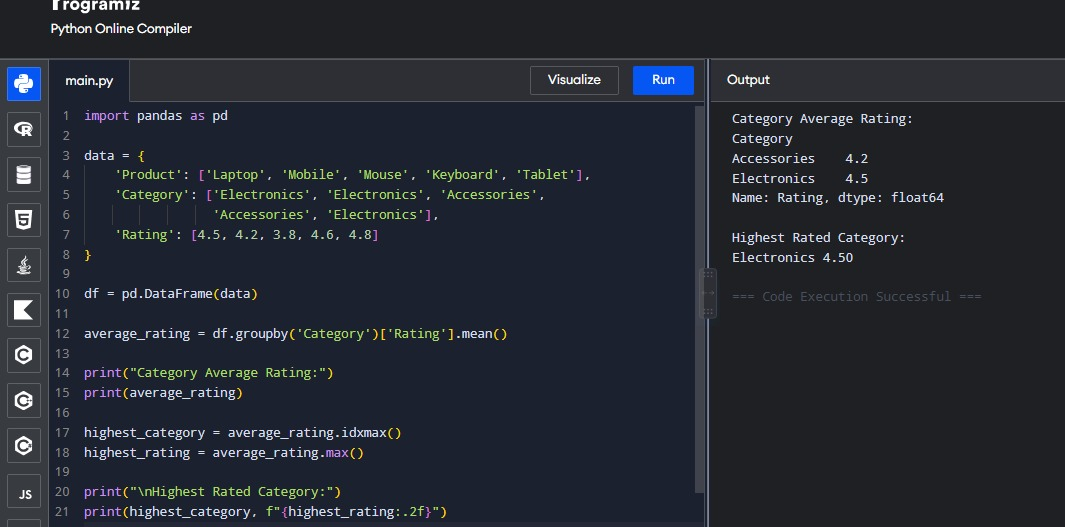 Programiz
Python Online Compiler
main.py
Visualize
Run
Output
1 import pandas as pd
2
3 data = {
4     'Product': ['Laptop', 'Mobile', 'Mouse', 'Keyboard', 'Tablet'],
5     'Category': ['Electronics', 'Electronics', 'Accessories',
6                  'Accessories', 'Electronics'],
7     'Rating': [4.5, 4.2, 3.8, 4.6, 4.8]
8 }
9
10 df = pd.DataFrame(data)
11
12 average_rating = df.groupby('Category')['Rating'].mean()
13
14 print("Category Average Rating:")
15 print(average_rating)
16
17 highest_category = average_rating.idxmax()
18 highest_rating = average_rating.max()
19
20 print("\nHighest Rated Category:")
21 print(highest_category, f"{highest_rating:.2f}")
Category Average Rating:
Category
Accessories    4.2
Electronics    4.5
Name: Rating, dtype: float64
Highest Rated Category:
Electronics 4.50
=== Code Execution Successful ===
R
5
C
C
C
JS